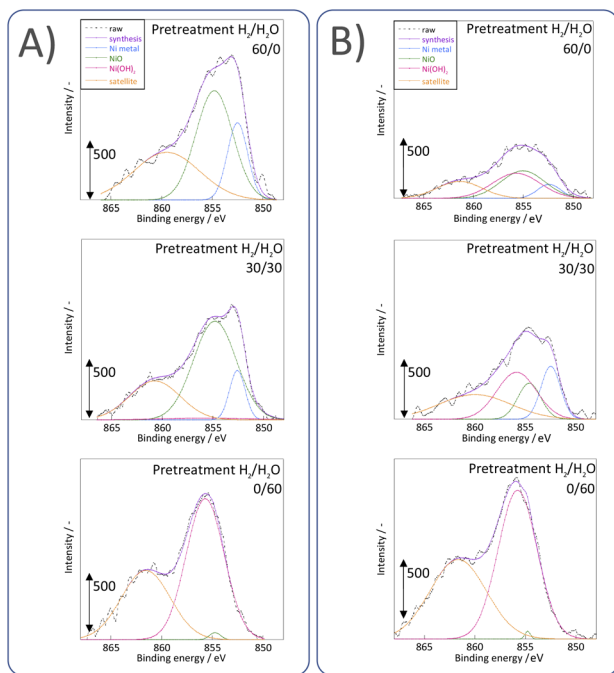 A)
raw
synthesis
Ni metal
NiO
Ni(OH)₂
satellite
Pretreatment H₂/H₂O
60/0
Intensity / -
500
865 860 855 850
Binding energy / eV
Pretreatment H₂/H₂O
30/30
Intensity / -
500
865 860 855 850
Binding energy / eV
Pretreatment H₂/H₂O
0/60
Intensity / -
500
865 860 855 850
Binding energy / eV
B)
raw
synthesis
Ni metal
NiO
Ni(OH)₂
satellite
Pretreatment H₂/H₂O
60/0
Intensity / -
500
865 860 855 850
Binding energy / eV
Pretreatment H₂/H₂O
30/30
Intensity / -
500
865 860 855 850
Binding energy / eV
Pretreatment H₂/H₂O
0/60
Intensity / -
500
865 860 855 850
Binding energy / eV